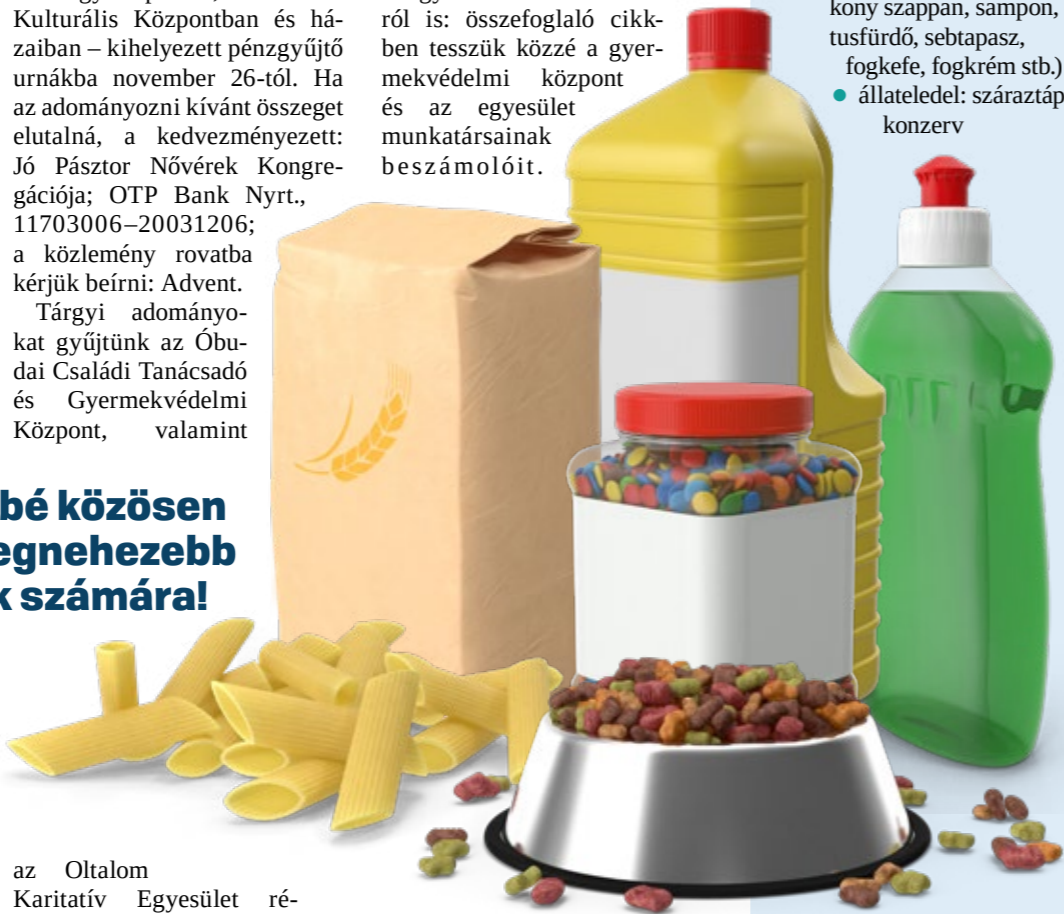 Kulturális Központban és há-
zaiban – kihelyezett pénzgyűjtő
urnákba november 26-tól. Ha
az adományozni kívánt összeget
elutalná, a kedvezményezett:
Jó Pásztor Nővérek Kongre-
gációja; OTP Bank Nyrt.,
11703006–20031206;
a közlemény rovatba
kérjük beírni: Advent.
Tárgyi adományo-
kat gyűjtünk az Óbu-
dai Családi Tanácsadó
és Gyermekvédelmi
Központ, valamint
bé közösen
egnehezebb
k számára!
az Oltalom
Karitatív Egyesület ré-
ról is: összefoglaló cikk-
ben tesszük közzé a gyer-
mekvédelmi központ
és az egyesület
munkatársainak
beszámolóit.
kony szappan, sampon,
tusfürdő, sebtapasz,
fogkefe, fogkrém stb.)
• állateledel: száraztáp
konzerv